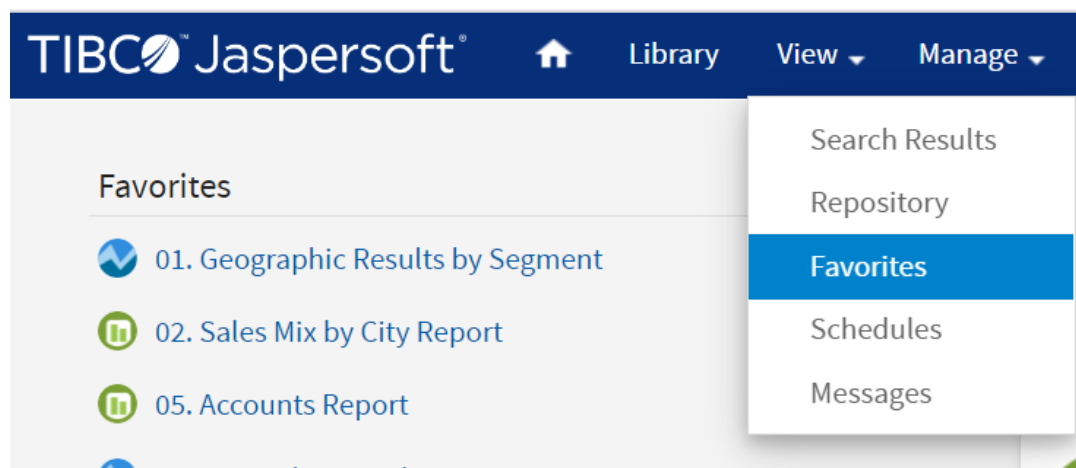 TIBCO™ Jaspersoft®
Library
View
Manage
Search Results
Repository
Favorites
Schedules
Messages
Favorites
01. Geographic Results by Segment
02. Sales Mix by City Report
05. Accounts Report